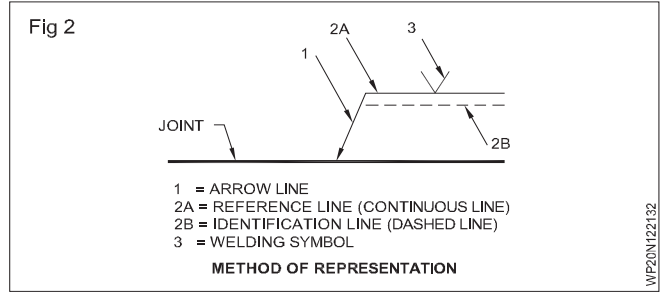 Fig 2
2A
3
1
JOINT
2B
1 = ARROW LINE
2A = REFERENCE LINE (CONTINUOUS LINE)
2B = IDENTIFICATION LINE (DASHED LINE)
3 = WELDING SYMBOL
METHOD OF REPRESENTATION
WP20N122132